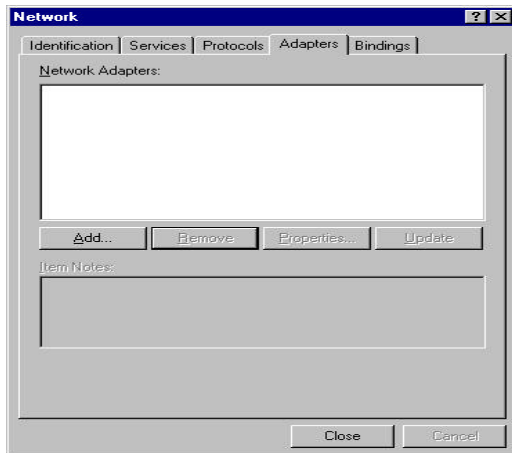 Network
Identification Services Protocols Adapters Bindings
Network Adapters:
Add... Remove Properties... Update
Item Notes:
Close Cancel